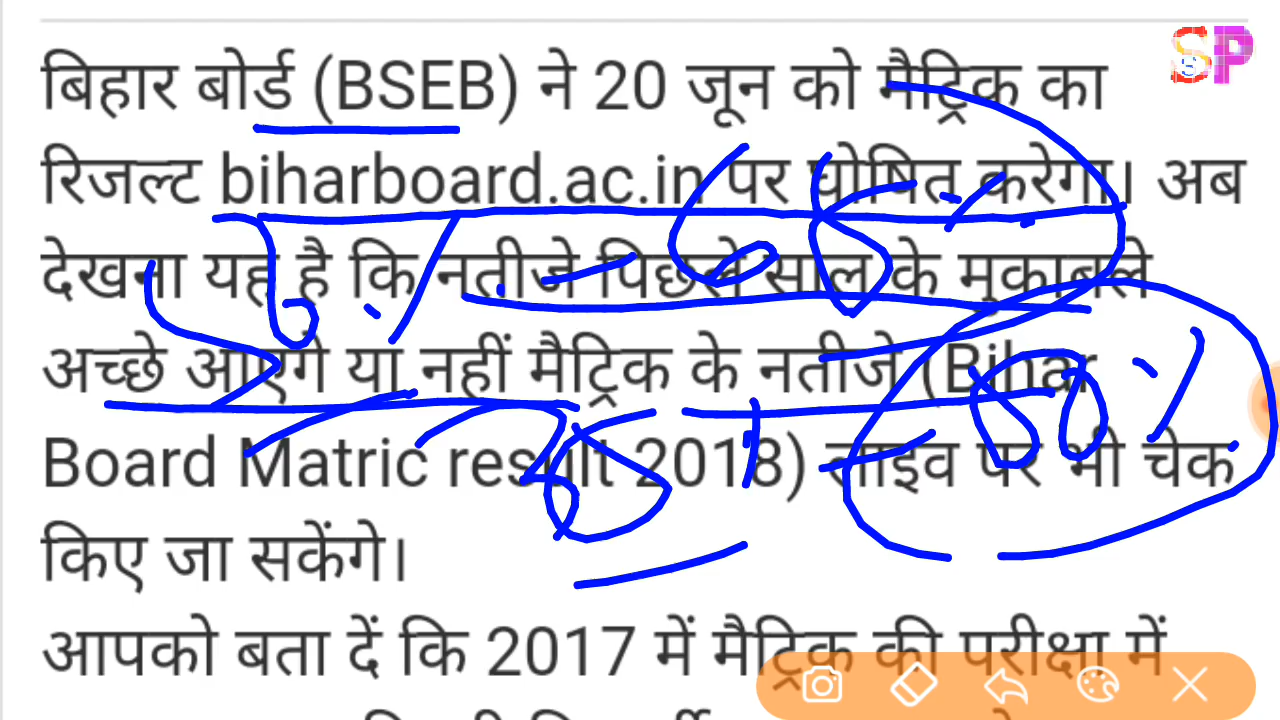 SP
बिहार बोर्ड (BSEB) ने 20 जून को मैट्रिक का
रिजल्ट biharboard.ac.in पर घोषित करेगा। अब
देखना यह है कि नतीजे पिछले साल के मुकाबले
अच्छे आएंगे या नहीं मैट्रिक के नतीजे (Bihar
Board Matric result 2018) लाइव पर भी चेक
किए जा सकेंगे।
आपको बता दें कि 2017 में मैट्रिक की परीक्षा में